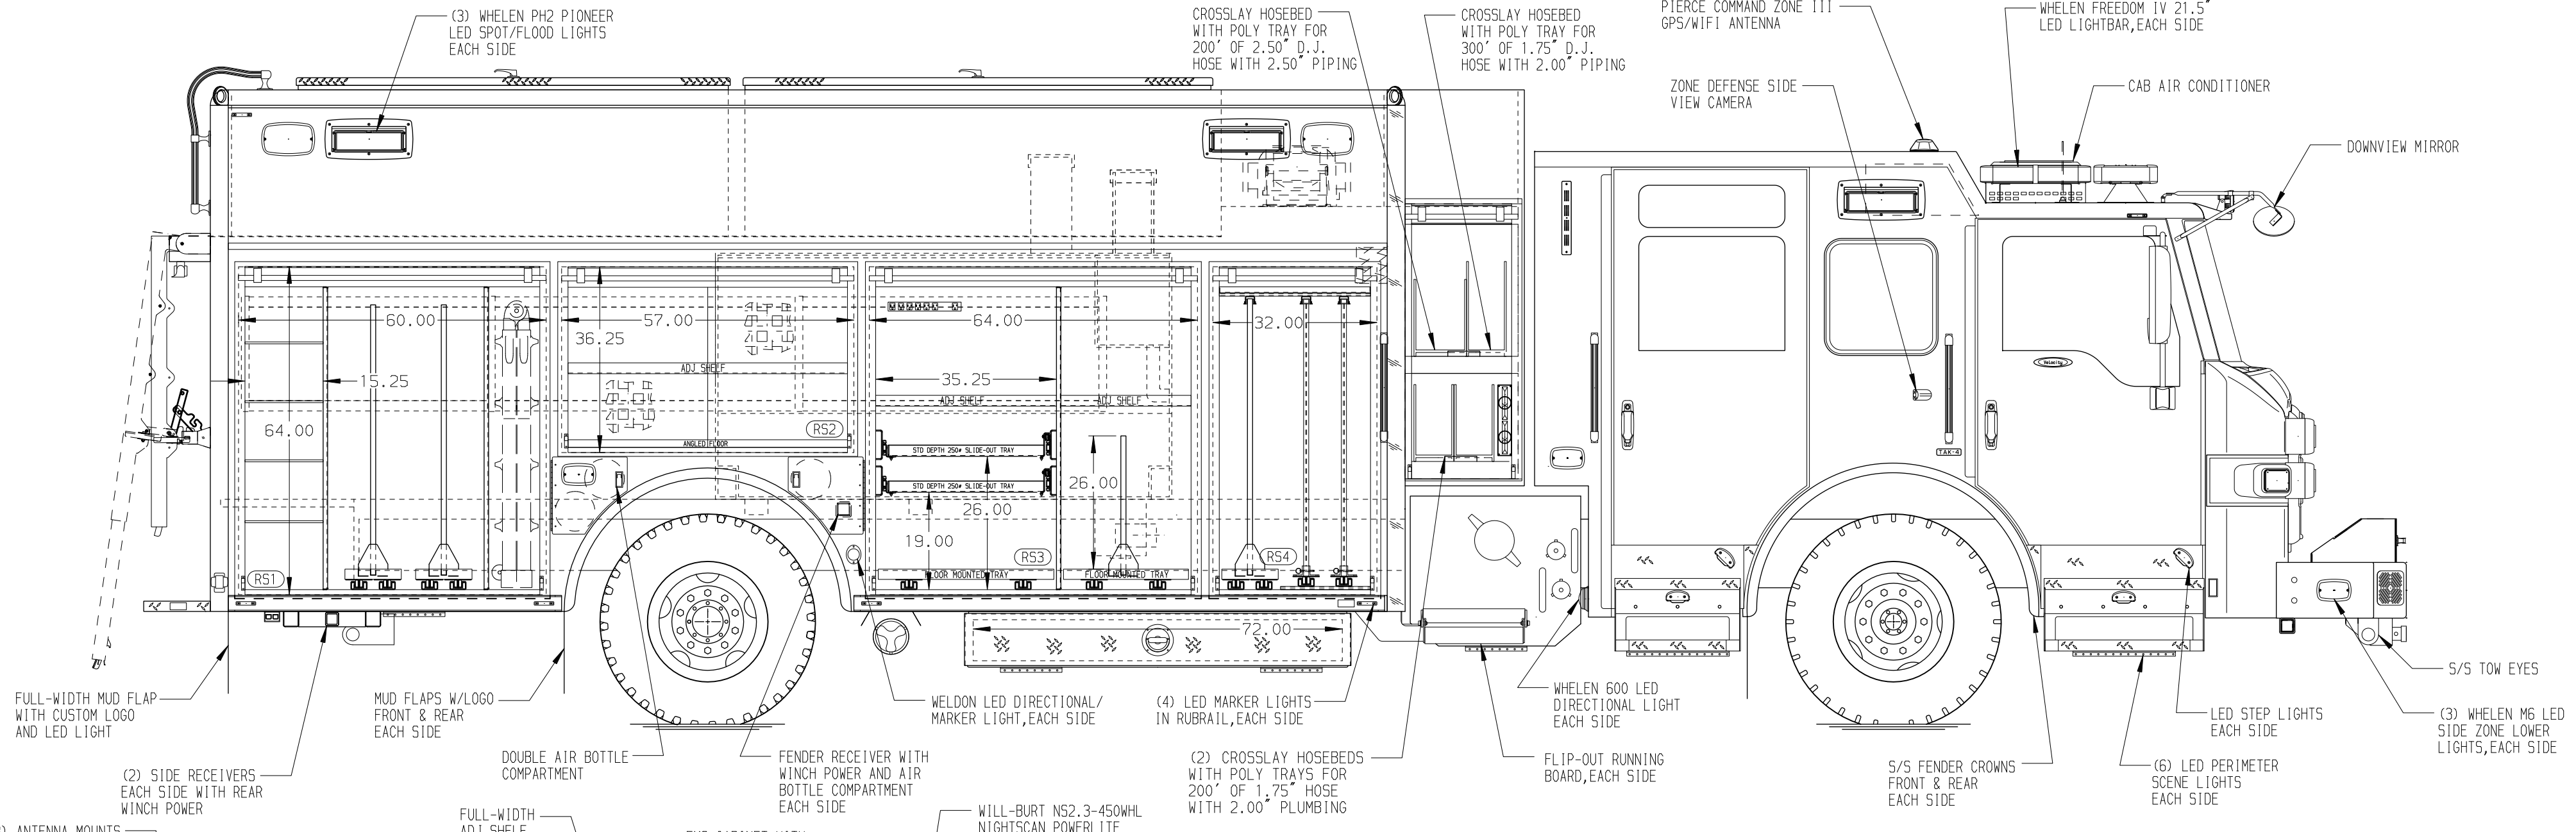 (3) WHELEN PH2 PIONEER
LED SPOT/FLOOD LIGHTS
EACH SIDE
CROSSLAY HOSEBED
WITH POLY TRAY FOR
200' OF 2.50" D.J.
HOSE WITH 2.50" PIPING
CROSSLAY HOSEBED
WITH POLY TRAY FOR
300' OF 1.75" D.J.
HOSE WITH 2.00" PIPING
PIERCE COMMAND ZONE III
GPS/WIFI ANTENNA
WHELEN FREEDOM IV 21.5"
LED LIGHTBAR,EACH SIDE
ZONE DEFENSE SIDE
VIEW CAMERA
CAB AIR CONDITIONER
DOWNVIEW MIRROR
60.00
57.00
64.00
32.00
36.25
15.25
35.25
64.00
ADJ SHELF
ADJ SHELF
ADJ SHELF
ANGLED FLOOR
RS2
STD DEPTH 250# SLIDE-OUT TRAY
STD DEPTH 250# SLIDE-OUT TRAY
26.00
26.00
19.00
RS1
RS3
RS4
FLOOR MOUNTED TRAY
FLOOR MOUNTED TRAY
Velocity
TAK-4
72.00
FULL-WIDTH MUD FLAP
WITH CUSTOM LOGO
AND LED LIGHT
MUD FLAPS W/LOGO
FRONT & REAR
EACH SIDE
WELDON LED DIRECTIONAL/
MARKER LIGHT,EACH SIDE
(4) LED MARKER LIGHTS
IN RUBRAIL,EACH SIDE
WHELEN 600 LED
DIRECTIONAL LIGHT
EACH SIDE
S/S TOW EYES
LED STEP LIGHTS
EACH SIDE
(3) WHELEN M6 LED
SIDE ZONE LOWER
LIGHTS,EACH SIDE
(2) SIDE RECEIVERS
EACH SIDE WITH REAR
WINCH POWER
DOUBLE AIR BOTTLE
COMPARTMENT
FENDER RECEIVER WITH
WINCH POWER AND AIR
BOTTLE COMPARTMENT
EACH SIDE
(2) CROSSLAY HOSEBEDS
WITH POLY TRAYS FOR
200' OF 1.75" HOSE
WITH 2.00" PLUMBING
FLIP-OUT RUNNING
BOARD,EACH SIDE
S/S FENDER CROWNS
FRONT & REAR
EACH SIDE
(6) LED PERIMETER
SCENE LIGHTS
EACH SIDE
ANTENNA MOUNTS
FULL-WIDTH
ADJ SHELF
WILL-BURT NS2.3-450WHL
NIGHTSCAN POWERLITE